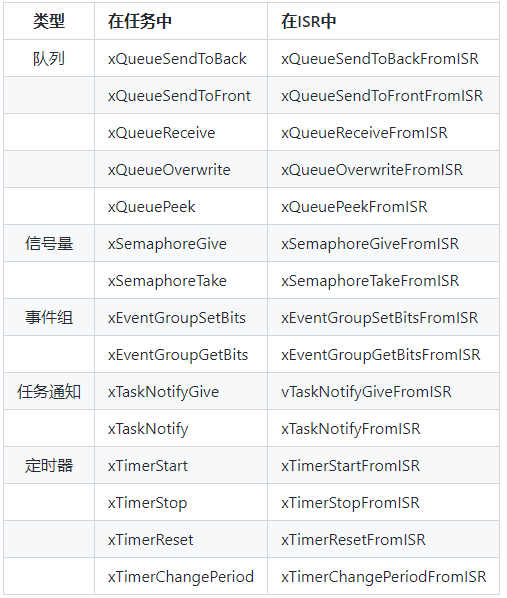 类型 在任务中 在ISR中
队列 xQueueSendToBack xQueueSendToBackFromISR
xQueueSendToFront xQueueSendToFrontFromISR
xQueueReceive xQueueReceiveFromISR
xQueueOverwrite xQueueOverwriteFromISR
xQueuePeek xQueuePeekFromISR
信号量 xSemaphoreGive xSemaphoreGiveFromISR
xSemaphoreTake xSemaphoreTakeFromISR
事件组 xEventGroupSetBits xEventGroupSetBitsFromISR
xEventGroupGetBits xEventGroupGetBitsFromISR
任务通知 xTaskNotifyGive vTaskNotifyGiveFromISR
xTaskNotify xTaskNotifyFromISR
定时器 xTimerStart xTimerStartFromISR
xTimerStop xTimerStopFromISR
xTimerReset xTimerResetFromISR
xTimerChangePeriod xTimerChangePeriodFromISR